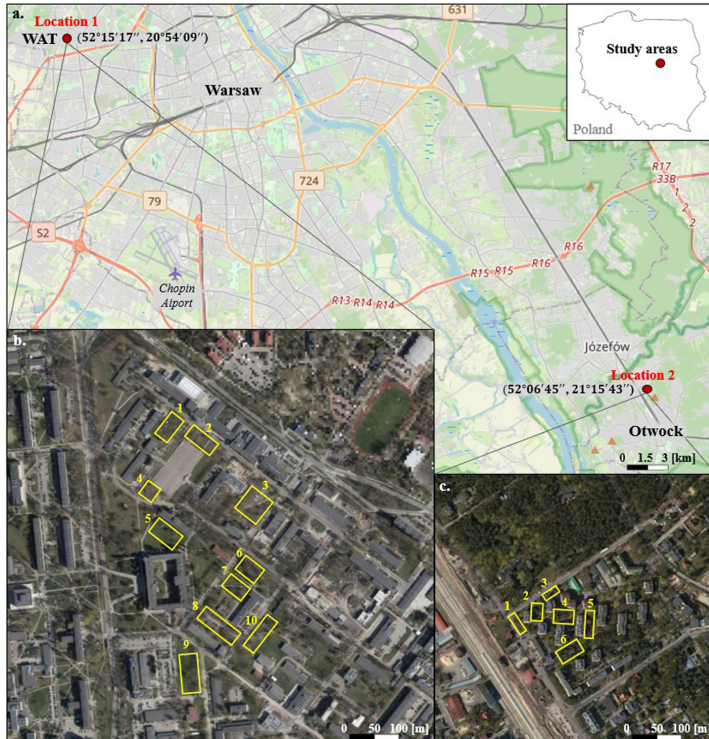 a.
Location 1
WAT
(52°15′17″, 20°54′09″)
631
Study areas
Poland
Warsaw
R17
33B
1
2
2
724
79
S2
R16
R16
R15 R15
Chopin
Aiport
R13 R14 R14
Józefów
Location 2
(52°06′45″, 21°15′43″)
Otwock
0 1.5 3 [km]
b.
1
2
3
4
5
6
7
8
10
9
0 50 100 [m]
c.
3
2
4
5
1
6
0 50 100 [m]